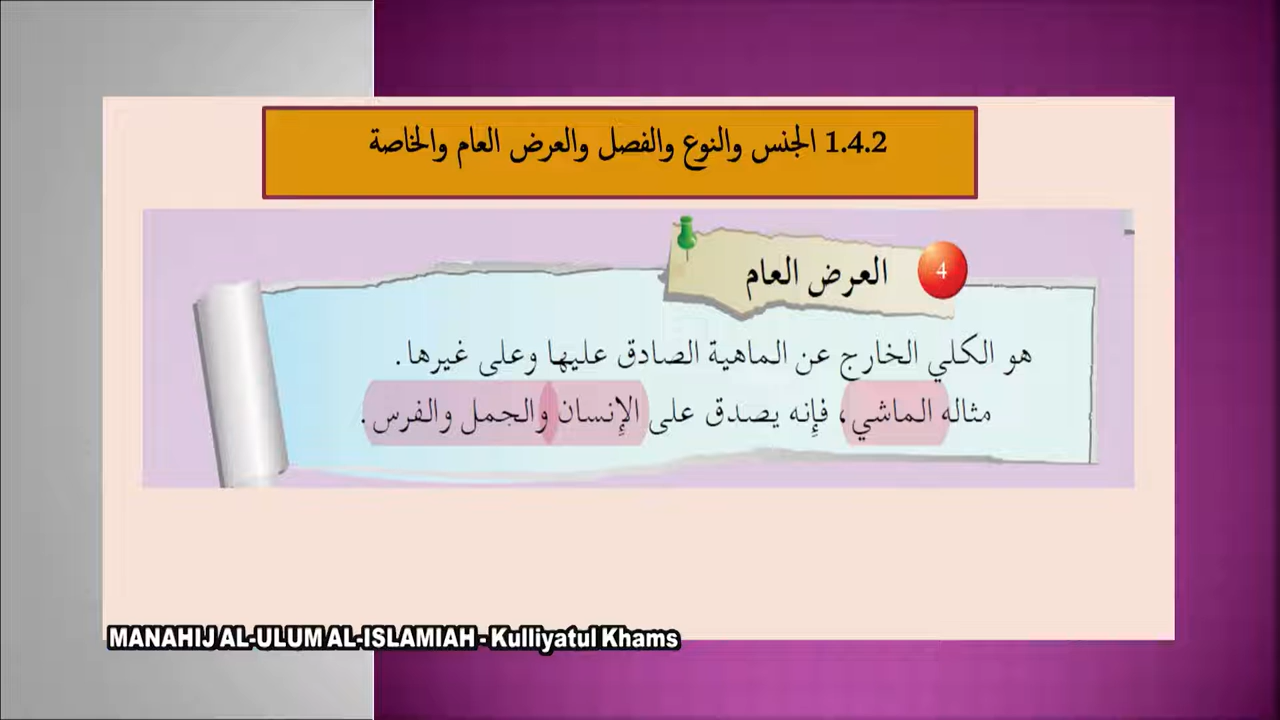 1.4.2 الجنس والنوع والفصل والعرض العام والخاصة
4 العرض العام
هو الكلي الخارج عن الماهية الصادق عليها وعلى غيرها.
مثاله الماشي، فإنه يصدق على الإنسان والجمل والفرس.
MANAHIJ AL-ULUM AL-ISLAMIAH - Kulliyatul Khams